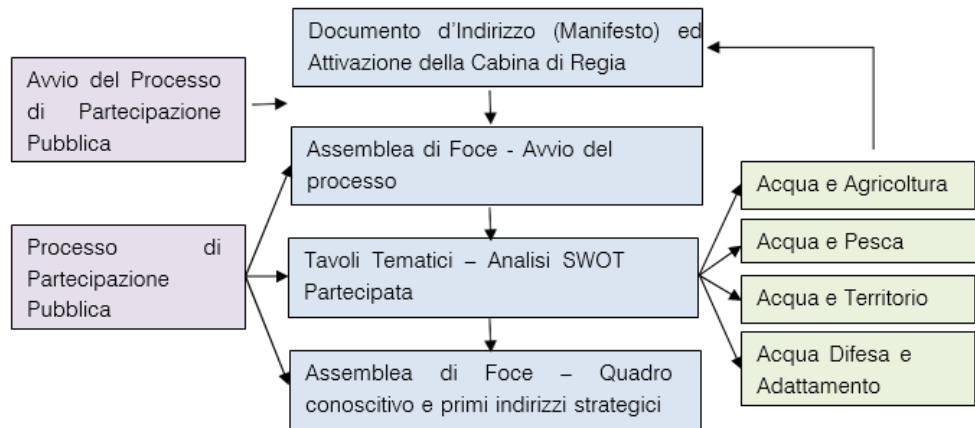 Documento d'Indirizzo (Manifesto) ed
Attivazione della Cabina di Regia
Avvio del Processo
di Partecipazione
Pubblica
Assemblea di Foce - Avvio del
processo
Processo di
Partecipazione
Pubblica
Tavoli Tematici – Analisi SWOT
Partecipata
Assemblea di Foce – Quadro
conoscitivo e primi indirizzi strategici
Acqua e Agricoltura
Acqua e Pesca
Acqua e Territorio
Acqua Difesa e
Adattamento